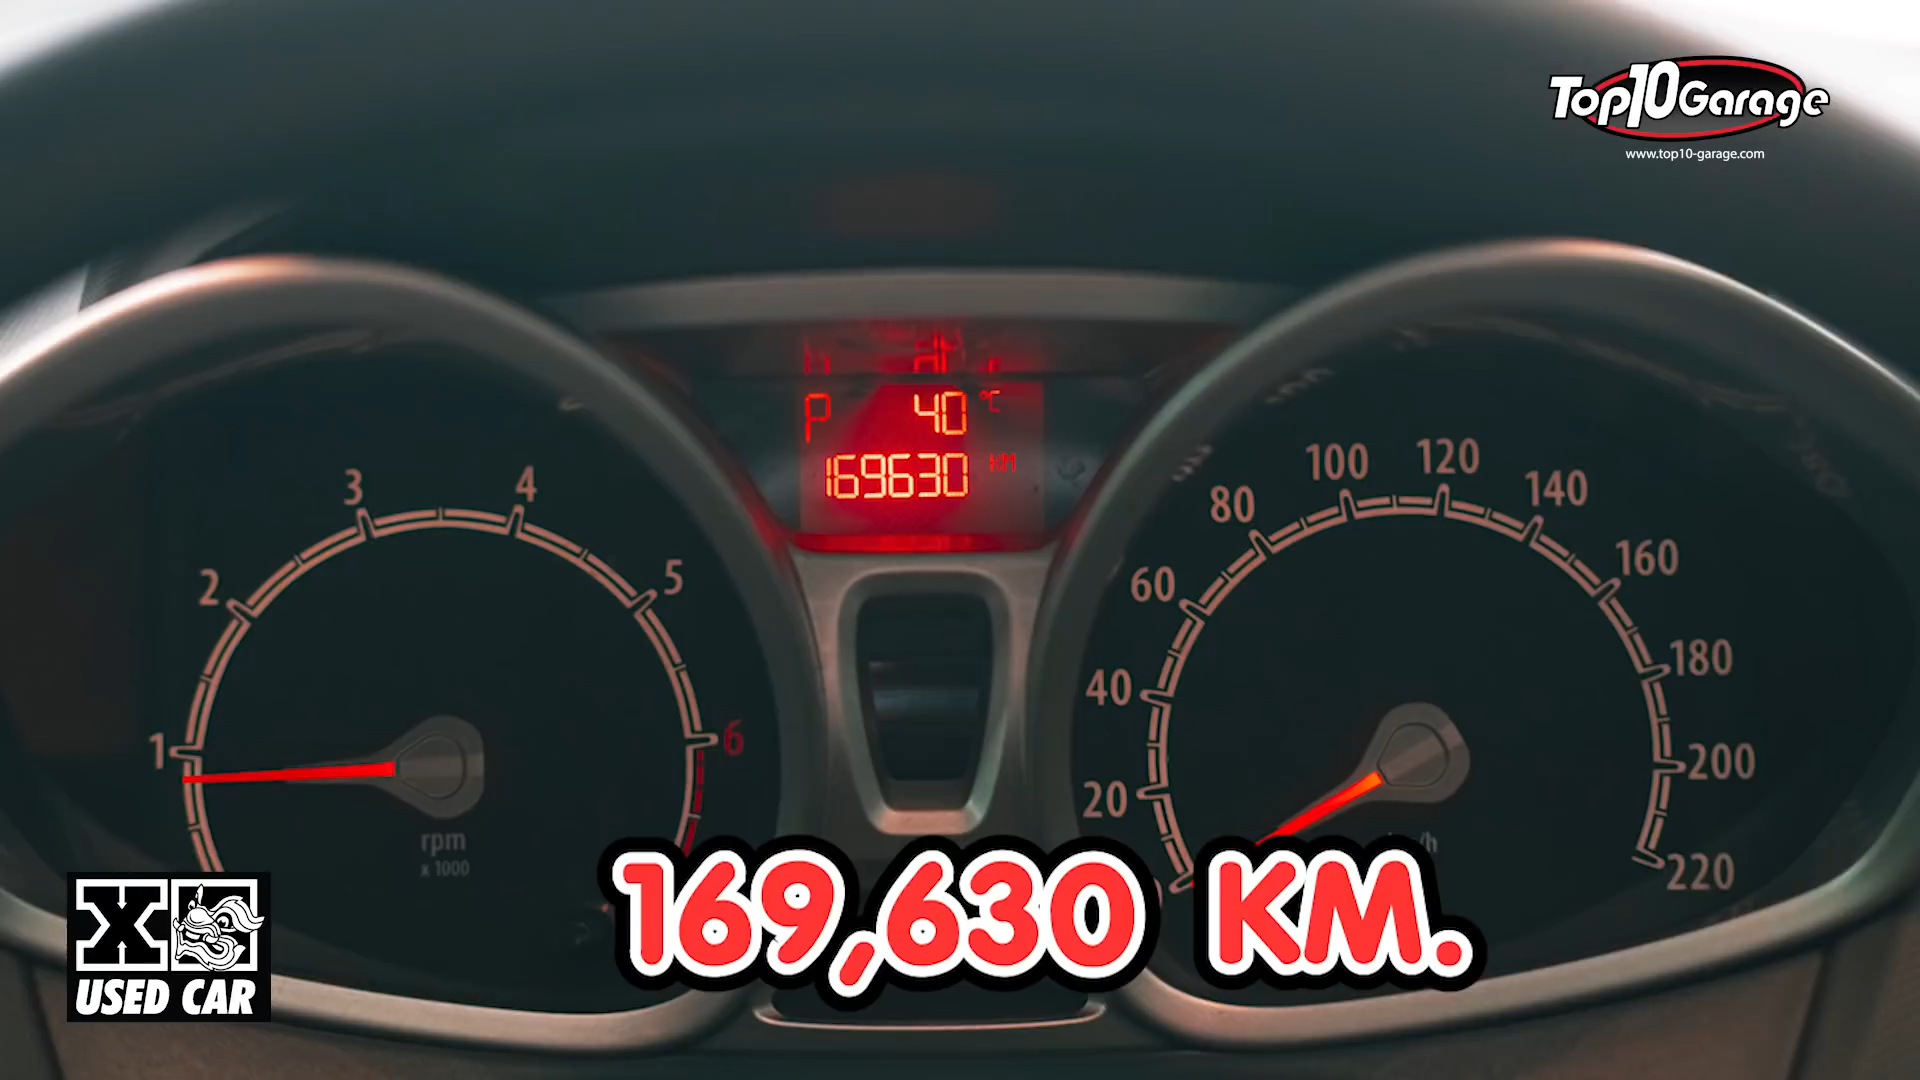 Top10Garage
www.top10-garage.com
P 40 °C
169630 KM
1
2
3
4
5
6
rpm
x 1000
20
40
60
80
100
120
140
160
180
200
220
169,630 KM.
X
USED CAR